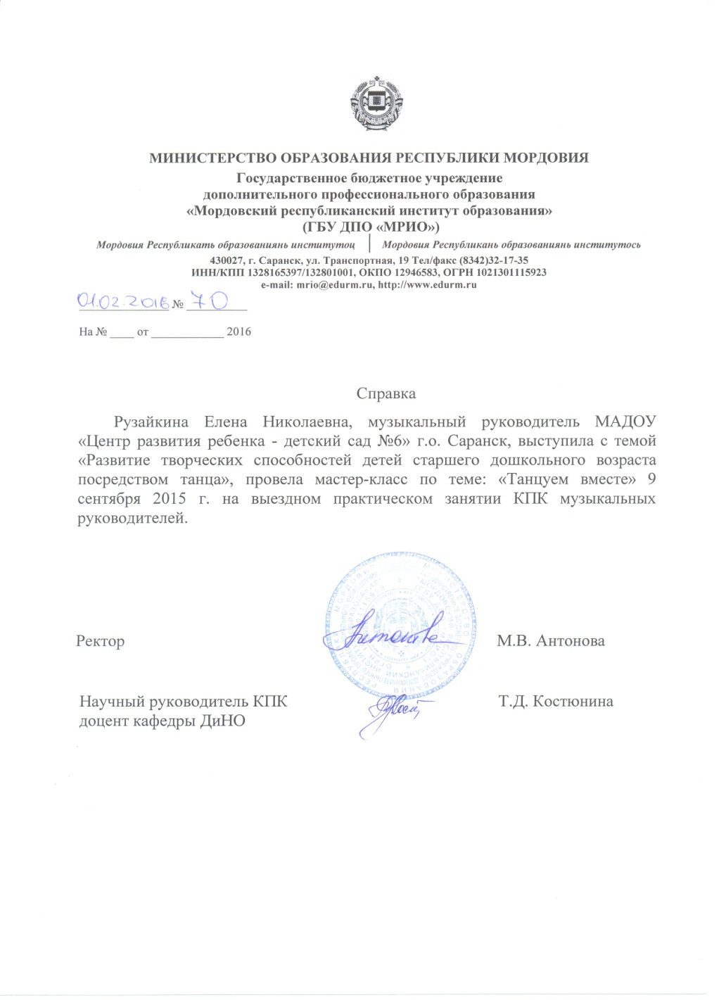 МИНИСТЕРСТВО ОБРАЗОВАНИЯ РЕСПУБЛИКИ МОРДОВИЯ
Государственное бюджетное учреждение
дополнительного профессионального образования
«Мордовский республиканский институт образования»
(ГБУ ДПО «МРИО»)
Мордовия Республикать образованиянь институтоц | Мордовия Республикань образованиянь институтось
430027, г. Саранск, ул. Транспортная, 19 Тел/факс (8342)32-17-35
ИНН/КПП 1328165397/132801001, ОКПО 12946583, ОГРН 1021301115923
e-mail: mrio@edurm.ru, http://www.edurm.ru
01.02.2016 № 70
На № ____ от ____________ 2016
Справка
Рузайкина Елена Николаевна, музыкальный руководитель МАДОУ
«Центр развития ребенка - детский сад №6» г.о. Саранск, выступила с темой
«Развитие творческих способностей детей старшего дошкольного возраста
посредством танца», провела мастер-класс по теме: «Танцуем вместе» 9
сентября 2015 г. на выездном практическом занятии КПК музыкальных
руководителей.
Ректор М.В. Антонова
Научный руководитель КПК Т.Д. Костюнина
доцент кафедры ДиНО